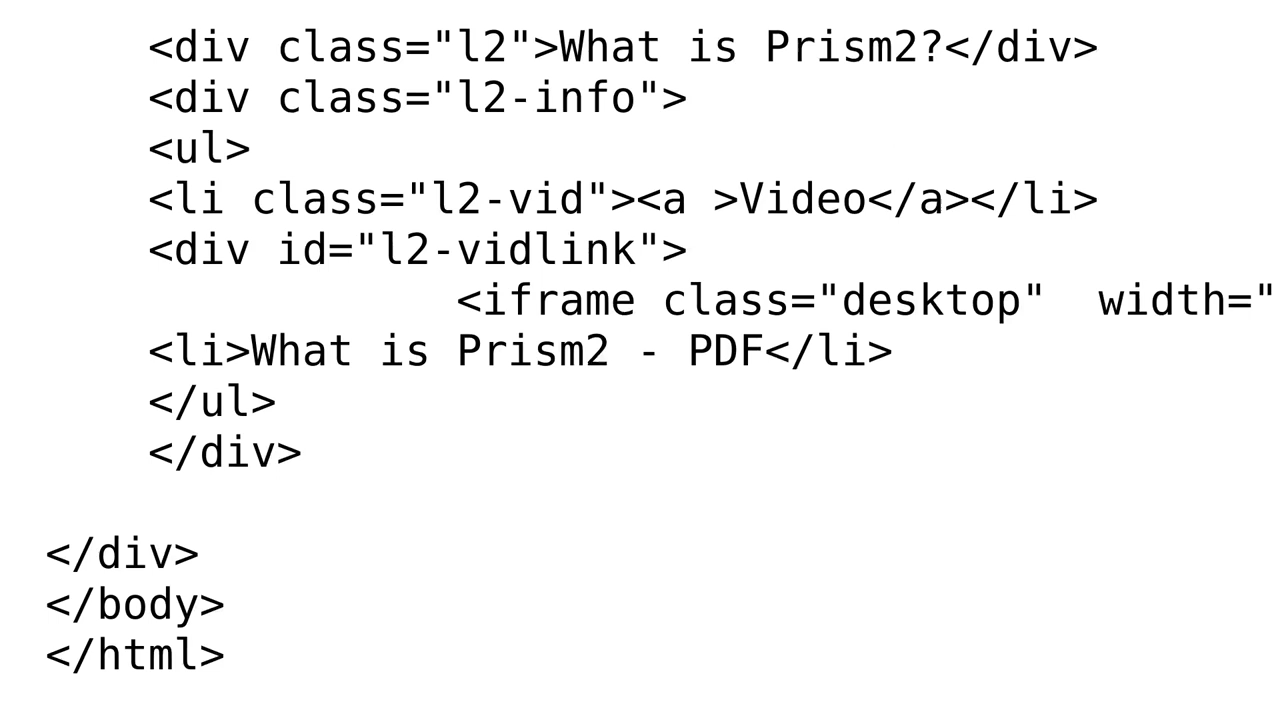 <div class="l2">What is Prism2?</div>
<div class="l2-info">
<ul>
<li class="l2-vid"><a >Video</a></li>
<div id="l2-vidlink">
<iframe class="desktop"  width="
<li>What is Prism2 - PDF</li>
</ul>
</div>
</div>
</body>
</html>